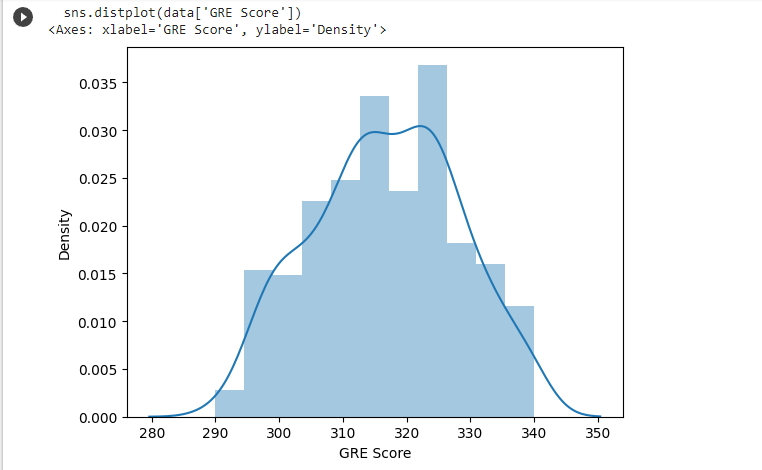 sns.distplot(data['GRE Score'])
<Axes: xlabel='GRE Score', ylabel='Density'>
0.035
0.030
0.025
0.020
0.015
0.010
0.005
0.000
Density
280 290 300 310 320 330 340 350
GRE Score